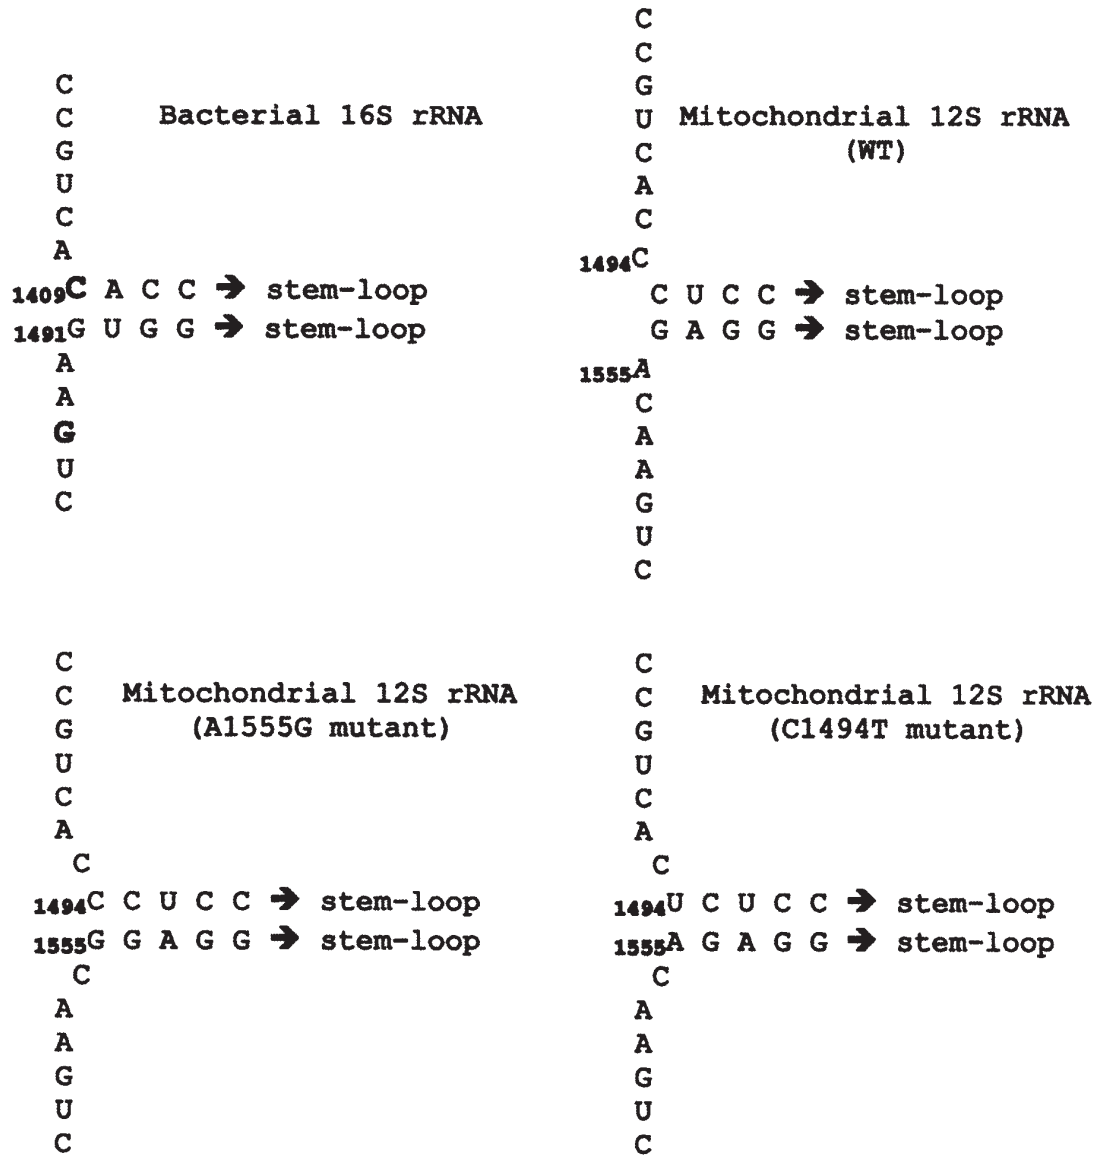 C
C
G
U
C
A
Bacterial 16S rRNA
1409C A C C → stem-loop
1491G U G G → stem-loop
A
A
G
U
C
C
C
G
U
C
A
C
Mitochondrial 12S rRNA
(WT)
1494C
C U C C → stem-loop
G A G G → stem-loop
1555A
C
A
A
G
U
C
C
C
G
U
C
A
C
Mitochondrial 12S rRNA
(A1555G mutant)
1494C C U C C → stem-loop
1555G G A G G → stem-loop
C
A
A
G
U
C
C
C
G
U
C
A
C
Mitochondrial 12S rRNA
(C1494T mutant)
1494U C U C C → stem-loop
1555A G A G G → stem-loop
C
A
A
G
U
C